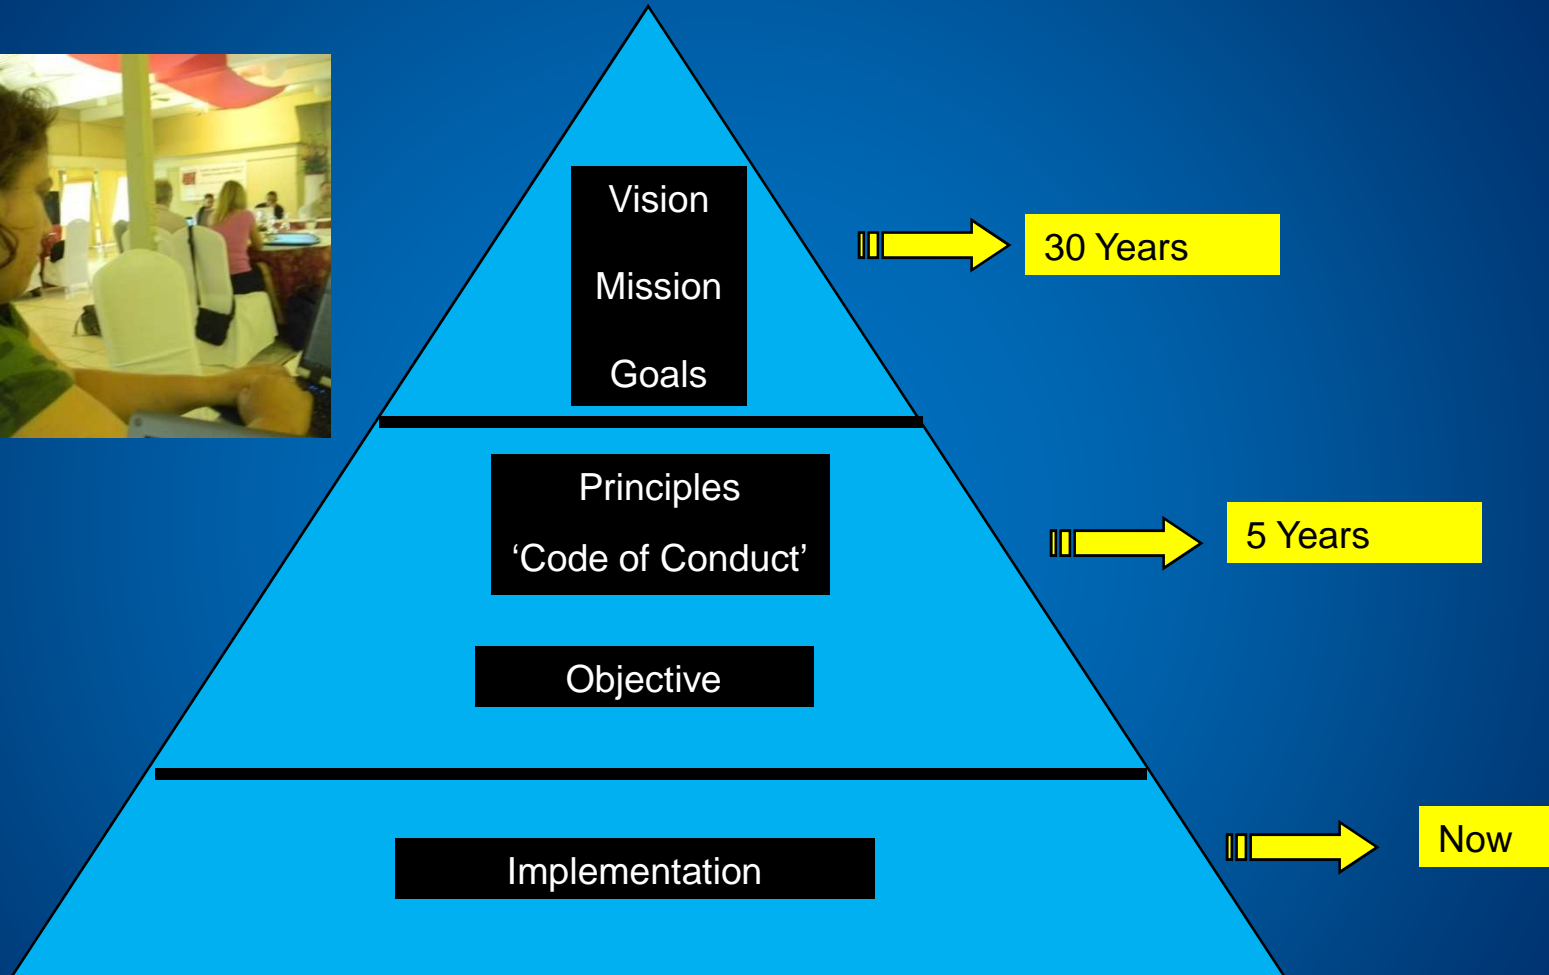 Vision
Mission
Goals
30 Years
Principles
‘Code of Conduct’
5 Years
Objective
Implementation
Now